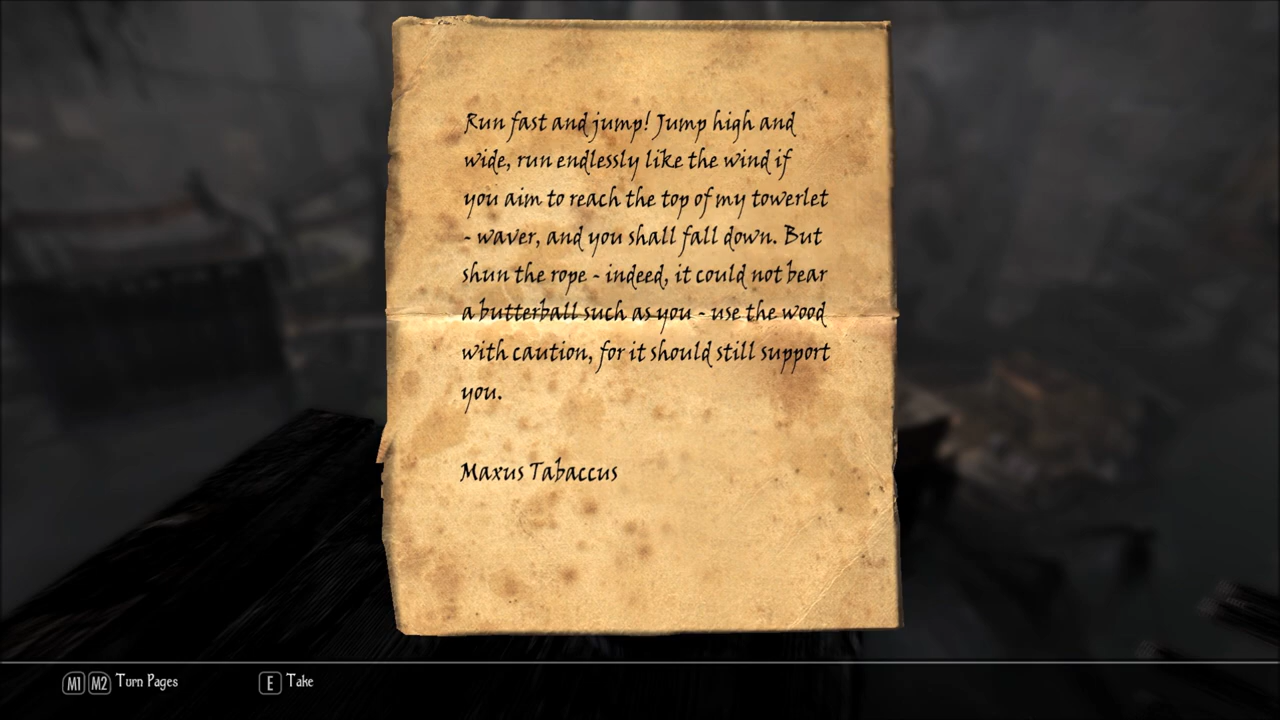 Run fast and jump! Jump high and
wide, run endlessly like the wind if
you aim to reach the top of my towerlet
- waver, and you shall fall down. But
shun the rope - indeed, it could not bear
a butterball such as you - use the wood
with caution, for it should still support
you.
Maxus Tabaccus
M1 M2 Turn Pages
E Take